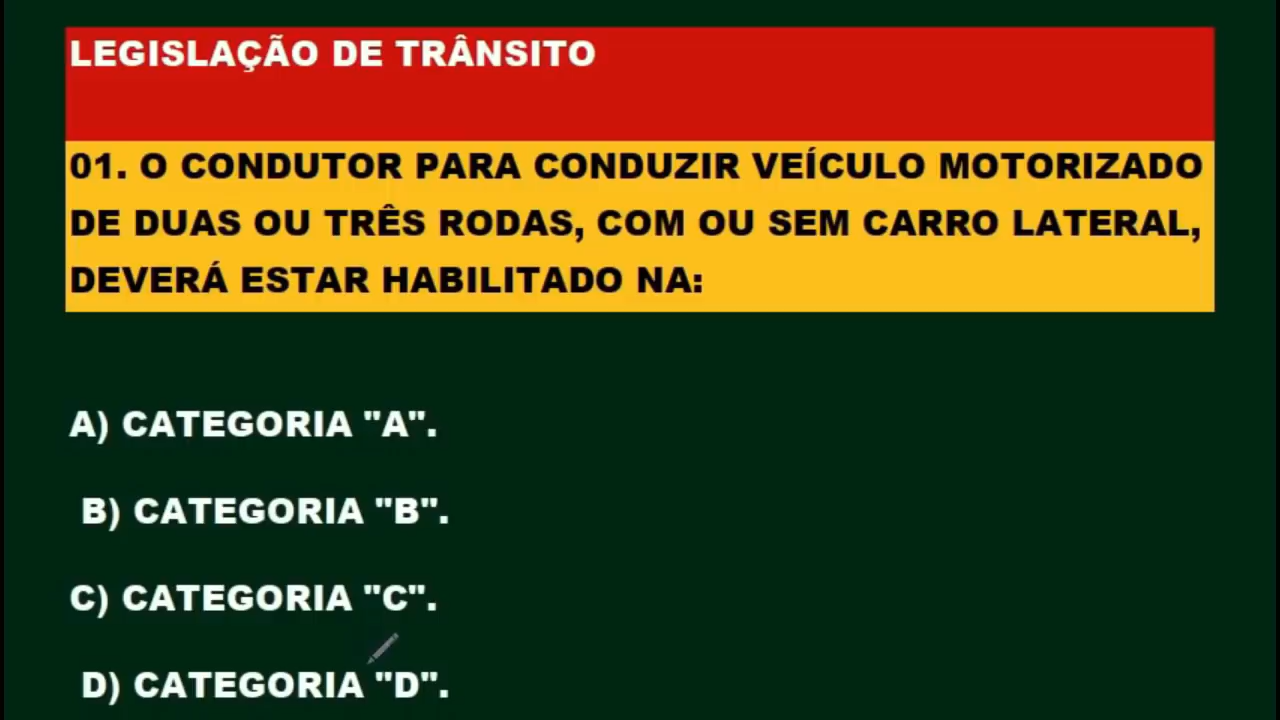 LEGISLAÇÃO DE TRÂNSITO
01. O CONDUTOR PARA CONDUZIR VEÍCULO MOTORIZADO
DE DUAS OU TRÊS RODAS, COM OU SEM CARRO LATERAL,
DEVERÁ ESTAR HABILITADO NA:
A) CATEGORIA "A".
B) CATEGORIA "B".
C) CATEGORIA "C".
D) CATEGORIA "D".